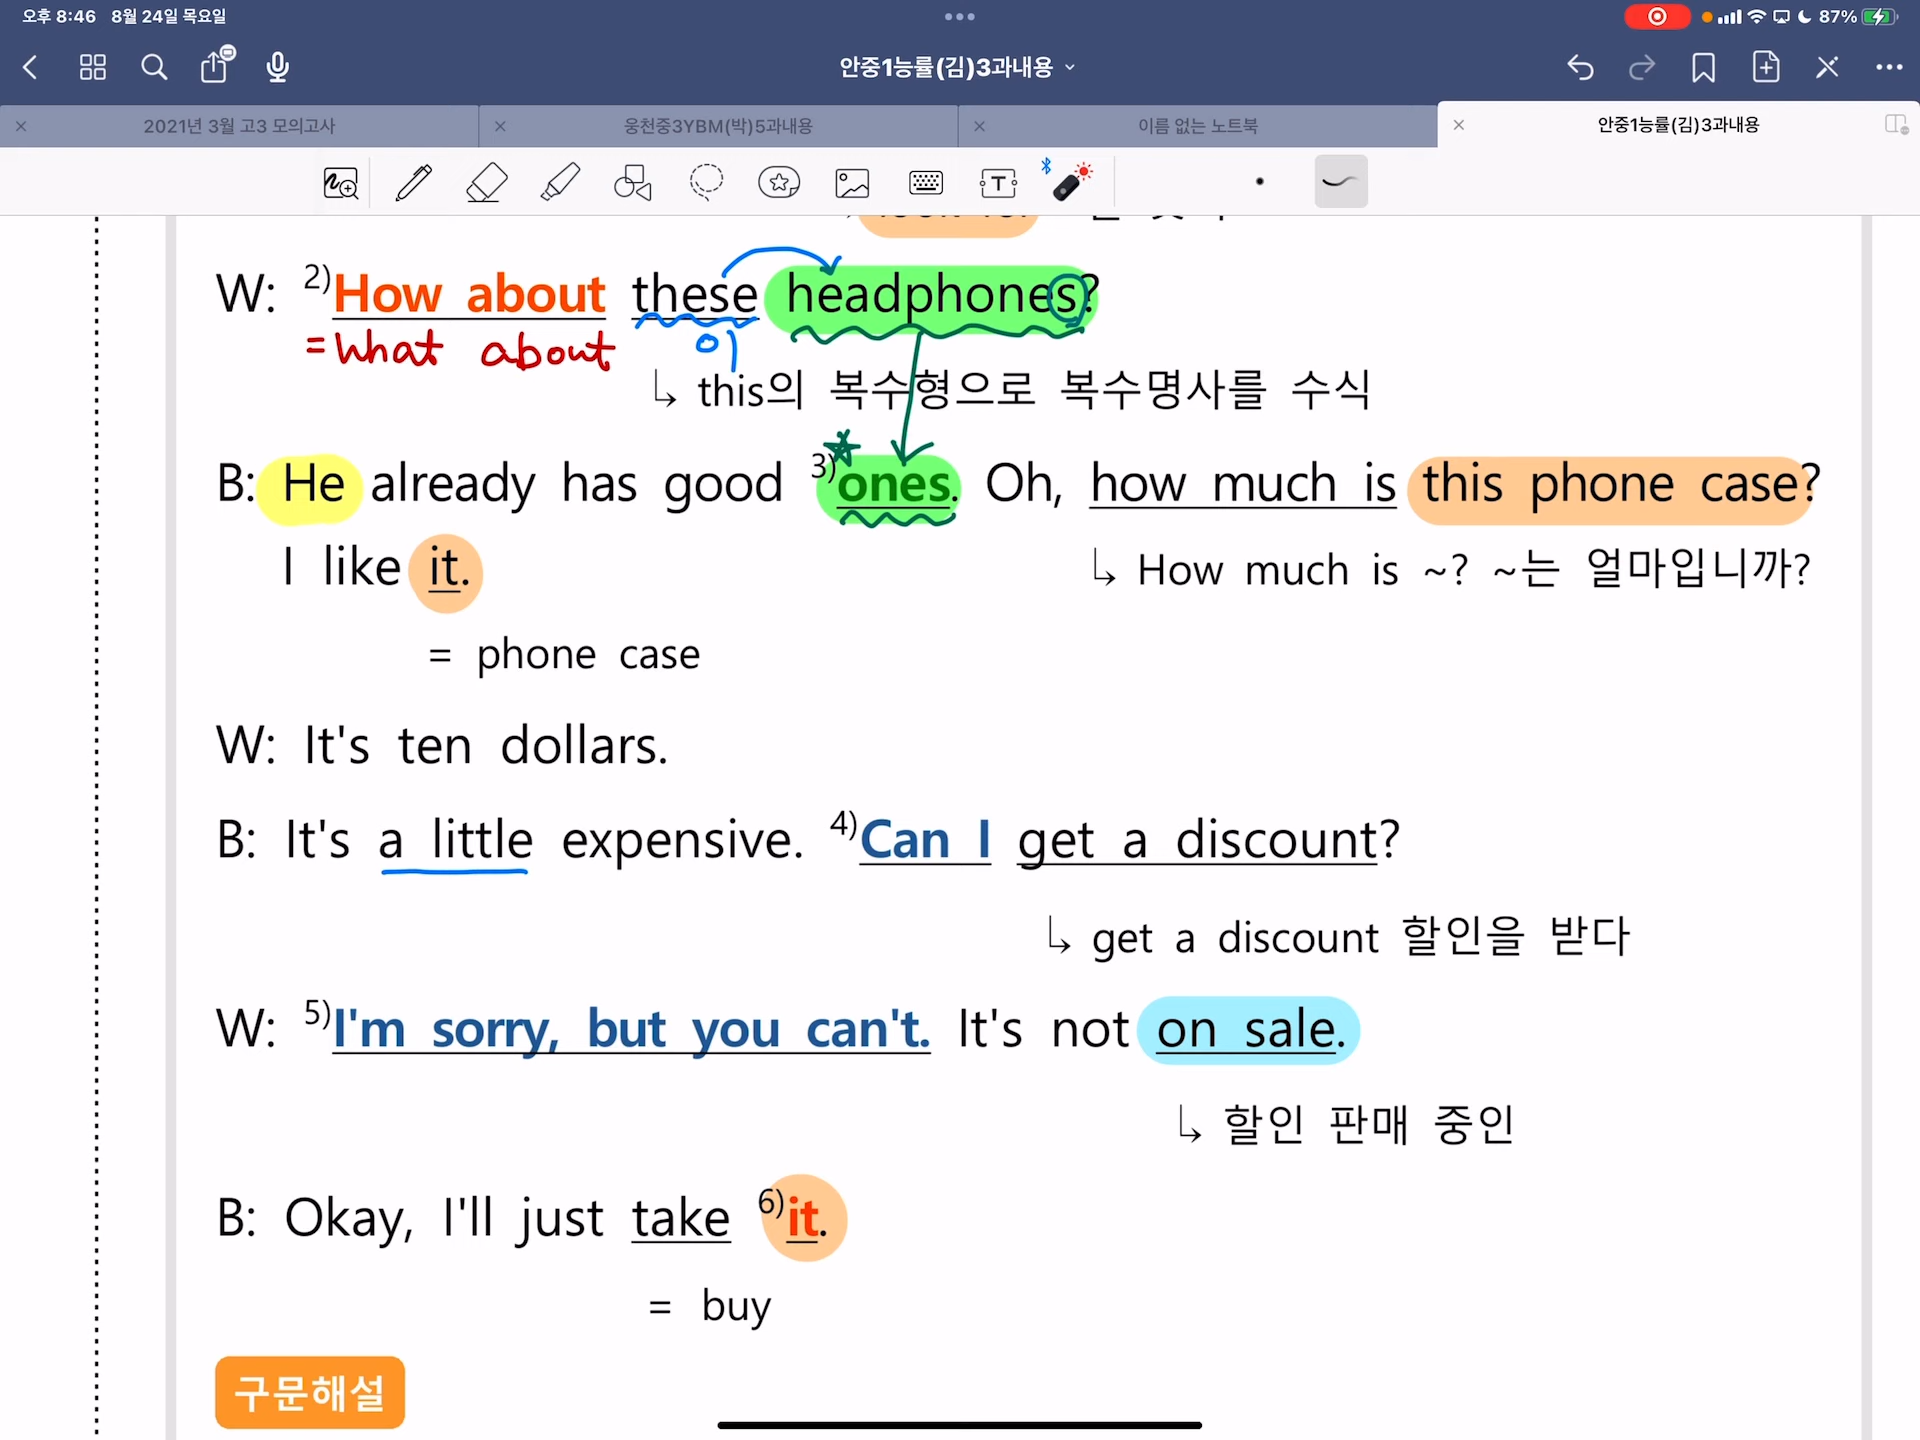 오후 8:46 8월 24일 목요일
87%
안중1능률(김)3과내용
2021년 3월 고3 모의고사
웅천중3YBM(박)5과내용
이름 없는 노트북
안중1능률(김)3과내용
W: 2)How about these headphones?
=What about
이
↳ this의 복수형으로 복수명사를 수식
B: He already has good 3)ones. Oh, how much is this phone case?
I like it.
↳ How much is ~? ~는 얼마입니까?
= phone case
W: It's ten dollars.
B: It's a little expensive. 4)Can I get a discount?
↳ get a discount 할인을 받다
W: 5)I'm sorry, but you can't. It's not on sale.
↳ 할인 판매 중인
B: Okay, I'll just take 6)it.
= buy
구문해설